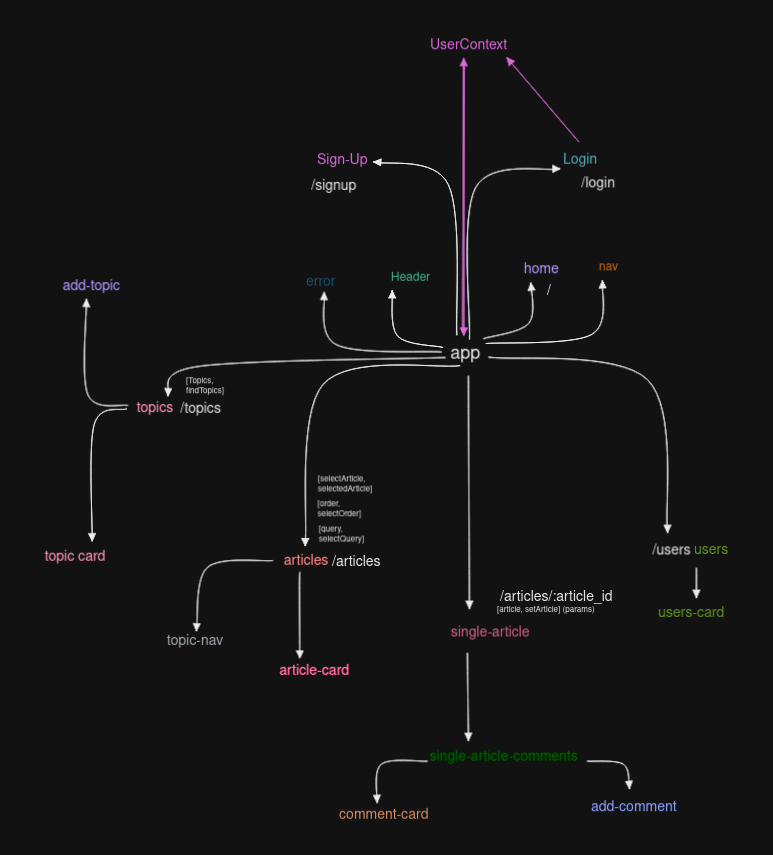 UserContext
Sign-Up
Login
/signup
/login
add-topic
error
Header
home
nav
/
app
[Topics,
findTopics]
topics /topics
[selectArticle,
selectedArticle]
[order,
selectOrder]
[query,
selectQuery]
topic card
articles /articles
/users users
/articles/:article_id
[article, setArticle] (params)
users-card
single-article
topic-nav
article-card
single-article-comments
comment-card
add-comment